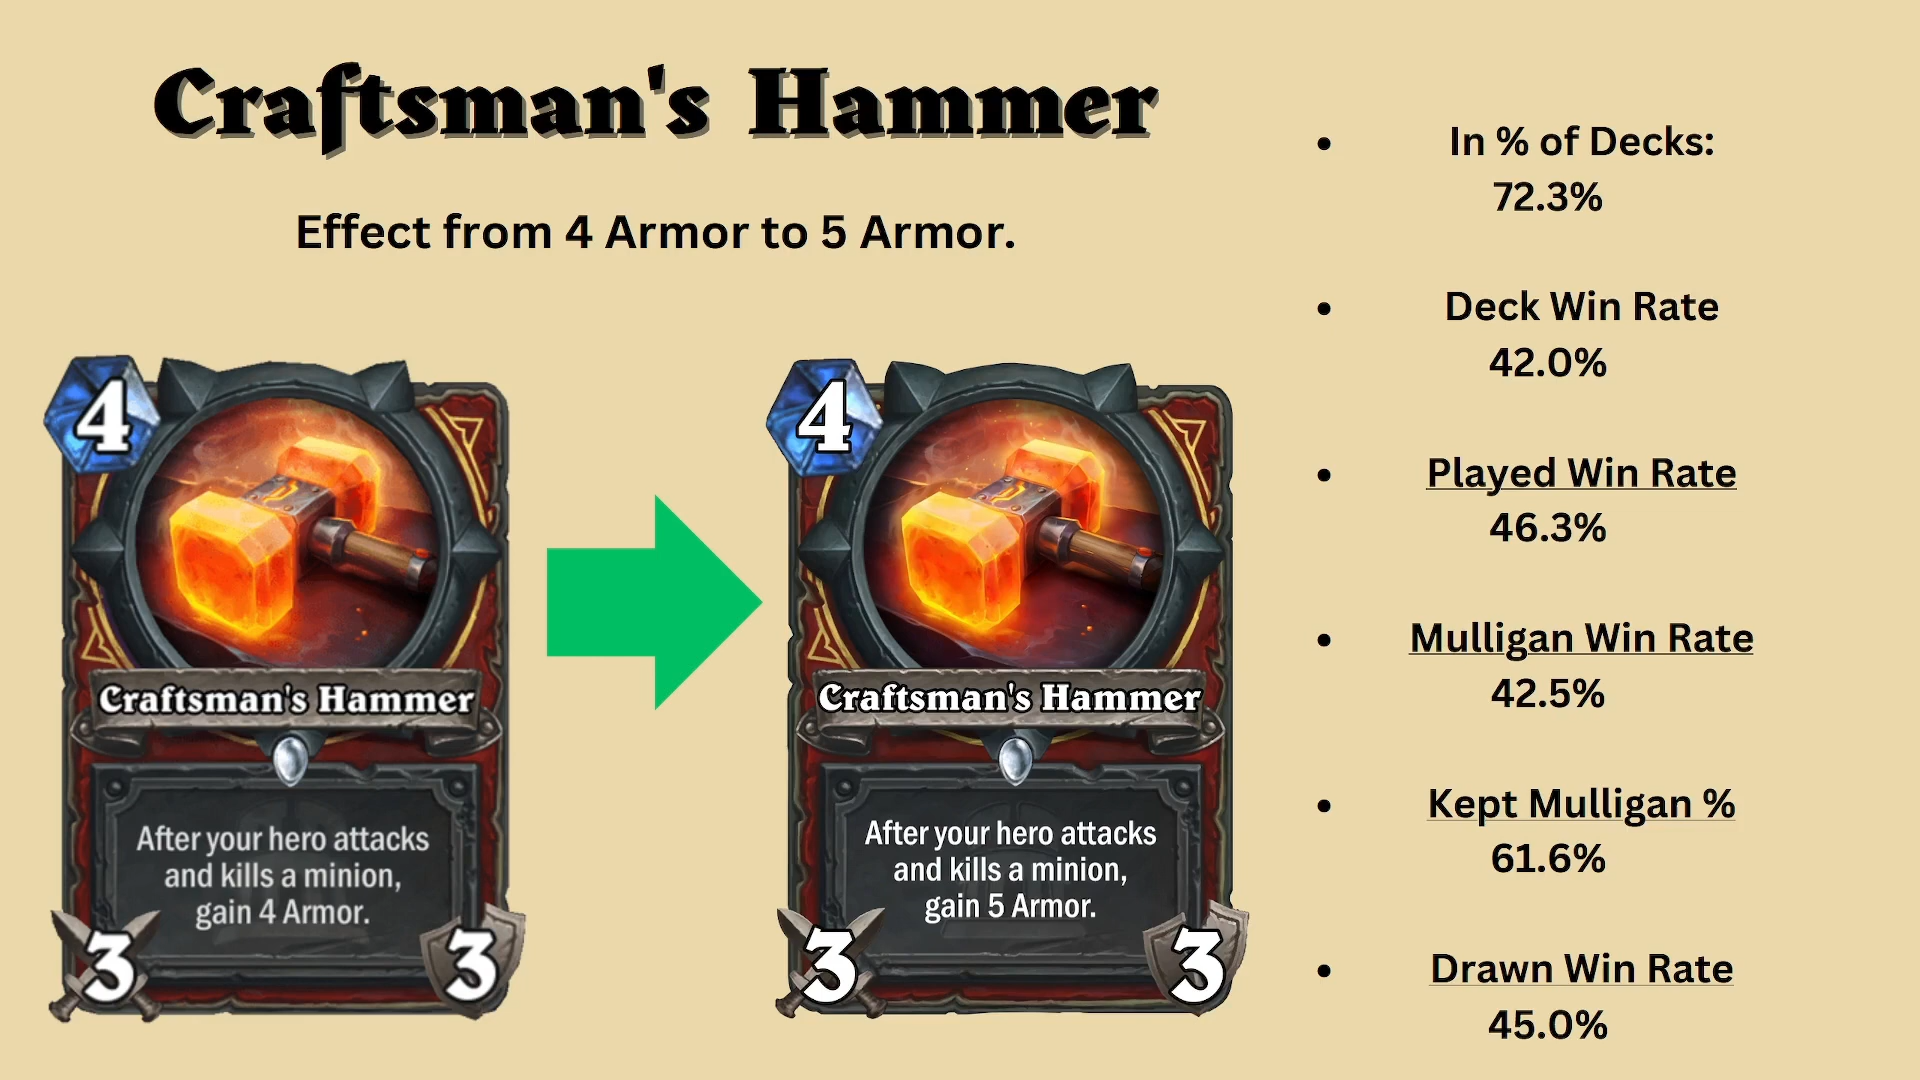 Craftsman's Hammer
Effect from 4 Armor to 5 Armor.
4
Craftsman's Hammer
After your hero attacks
and kills a minion,
gain 4 Armor.
3
3
4
Craftsman's Hammer
After your hero attacks
and kills a minion,
gain 5 Armor.
3
3
• In % of Decks:
72.3%
• Deck Win Rate
42.0%
• Played Win Rate
46.3%
• Mulligan Win Rate
42.5%
• Kept Mulligan %
61.6%
• Drawn Win Rate
45.0%